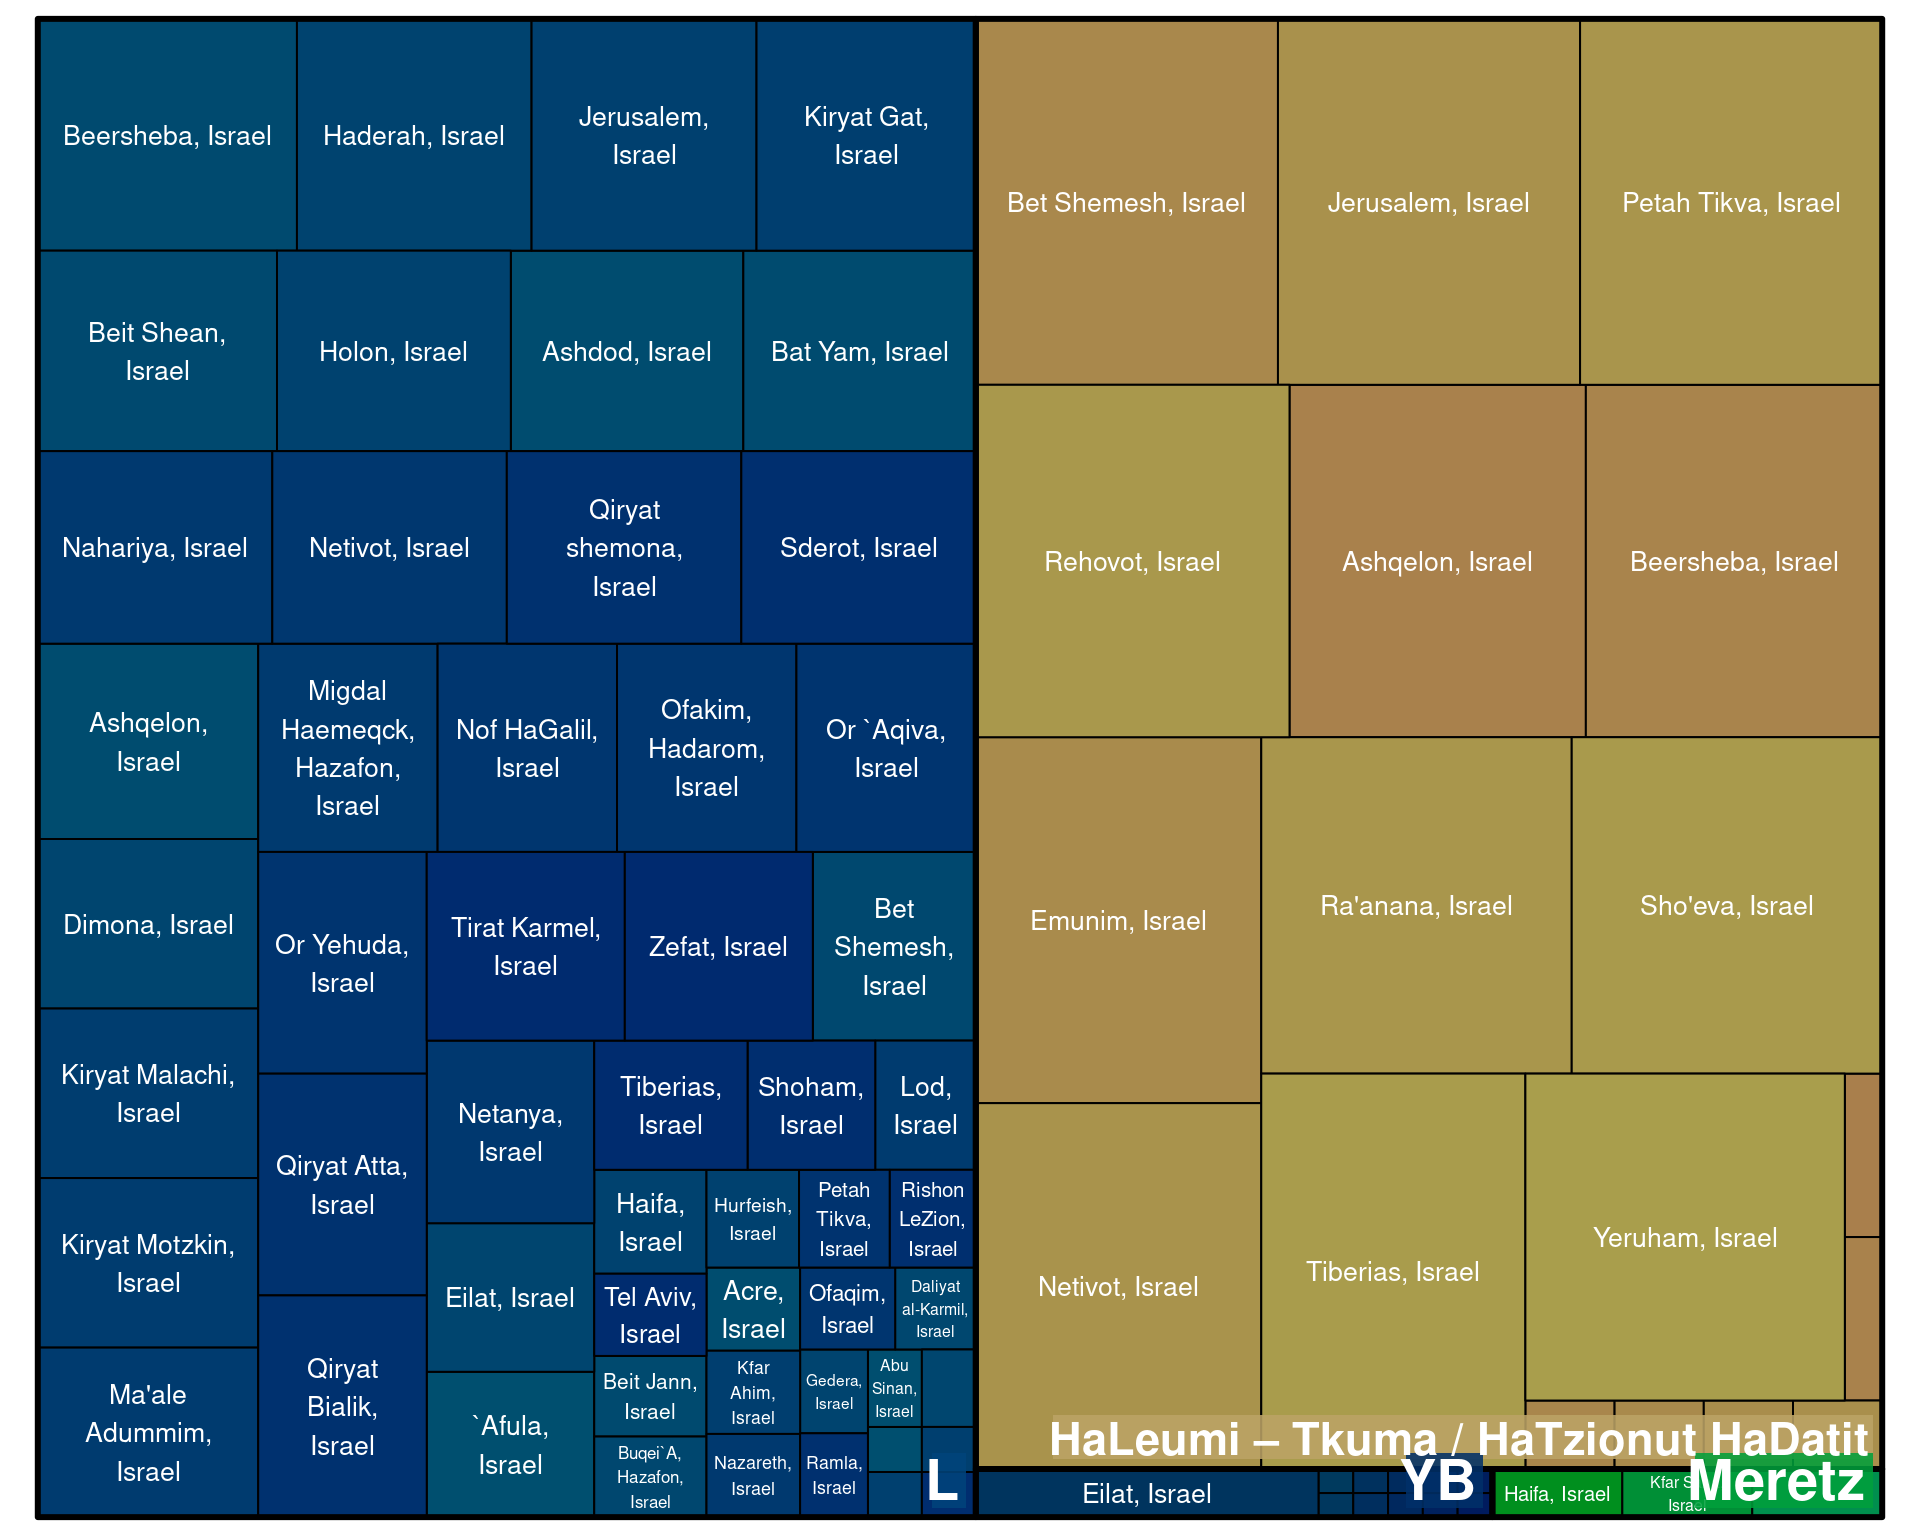 Beersheba, Israel
Haderah, Israel
Jerusalem,
Israel
Kiryat Gat,
Israel
Beit Shean,
Israel
Holon, Israel
Ashdod, Israel
Bat Yam, Israel
Nahariya, Israel
Netivot, Israel
Qiryat
shemona,
Israel
Sderot, Israel
Ashqelon,
Israel
Migdal
Haemeqck,
Hazafon,
Israel
Nof HaGalil,
Israel
Ofakim,
Hadarom,
Israel
Or `Aqiva,
Israel
Dimona, Israel
Or Yehuda,
Israel
Tirat Karmel,
Israel
Zefat, Israel
Bet
Shemesh,
Israel
Kiryat Malachi,
Israel
Qiryat Atta,
Israel
Netanya,
Israel
Tiberias,
Israel
Shoham,
Israel
Lod,
Israel
Kiryat Motzkin,
Israel
Eilat, Israel
Haifa,
Israel
Hurfeish,
Israel
Petah
Tikva,
Israel
Rishon
LeZion,
Israel
Tel Aviv,
Israel
Acre,
Israel
Ofaqim,
Israel
Daliyat
al-Karmil,
Israel
Ma'ale
Adummim,
Israel
Qiryat
Bialik,
Israel
`Afula,
Israel
Beit Jann,
Israel
Kfar
Ahim,
Israel
Gedera,
Israel
Abu
Sinan,
Israel
Buqei`A,
Hazafon,
Israel
Nazareth,
Israel
Ramla,
Israel
L
Bet Shemesh, Israel
Jerusalem, Israel
Petah Tikva, Israel
Rehovot, Israel
Ashqelon, Israel
Beersheba, Israel
Emunim, Israel
Ra'anana, Israel
Sho'eva, Israel
Netivot, Israel
Tiberias, Israel
Yeruham, Israel
HaLeumi – Tkuma / HaTzionut HaDatit
Eilat, Israel
YB
Haifa, Israel
Kfar
Israel
Meretz